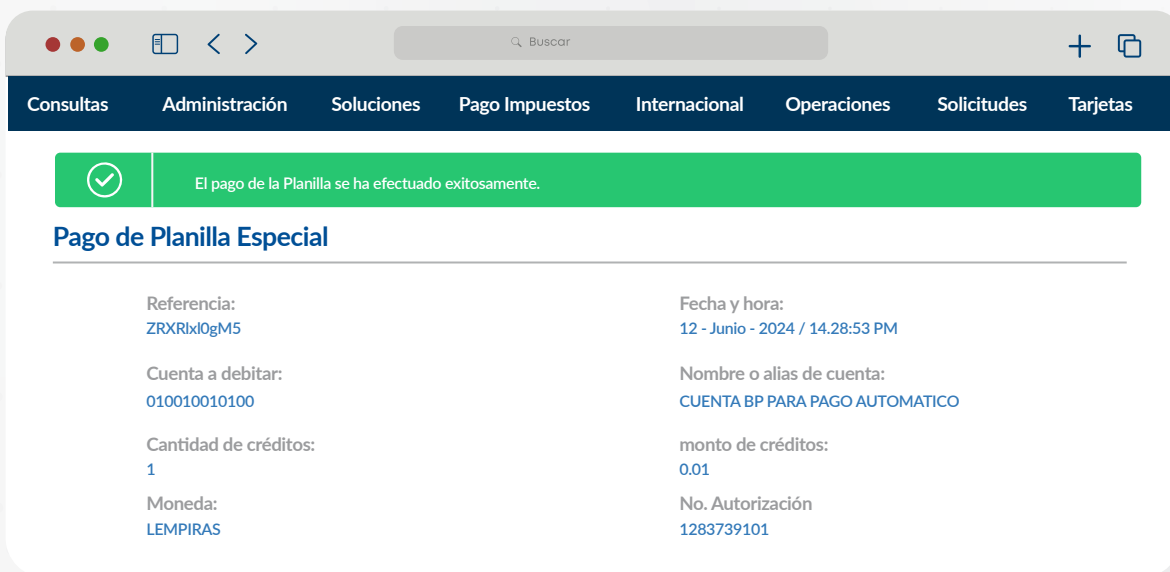 Buscar
Consultas Administración Soluciones Pago Impuestos Internacional Operaciones Solicitudes Tarjetas
El pago de la Planilla se ha efectuado exitosamente.
Pago de Planilla Especial
Referencia: Fecha y hora:
ZRXRlxl0gM5 12 - Junio - 2024 / 14.28:53 PM
Cuenta a debitar: Nombre o alias de cuenta:
010010010100 CUENTA BP PARA PAGO AUTOMATICO
Cantidad de créditos: monto de créditos:
1 0.01
Moneda: No. Autorización
LEMPIRAS 1283739101